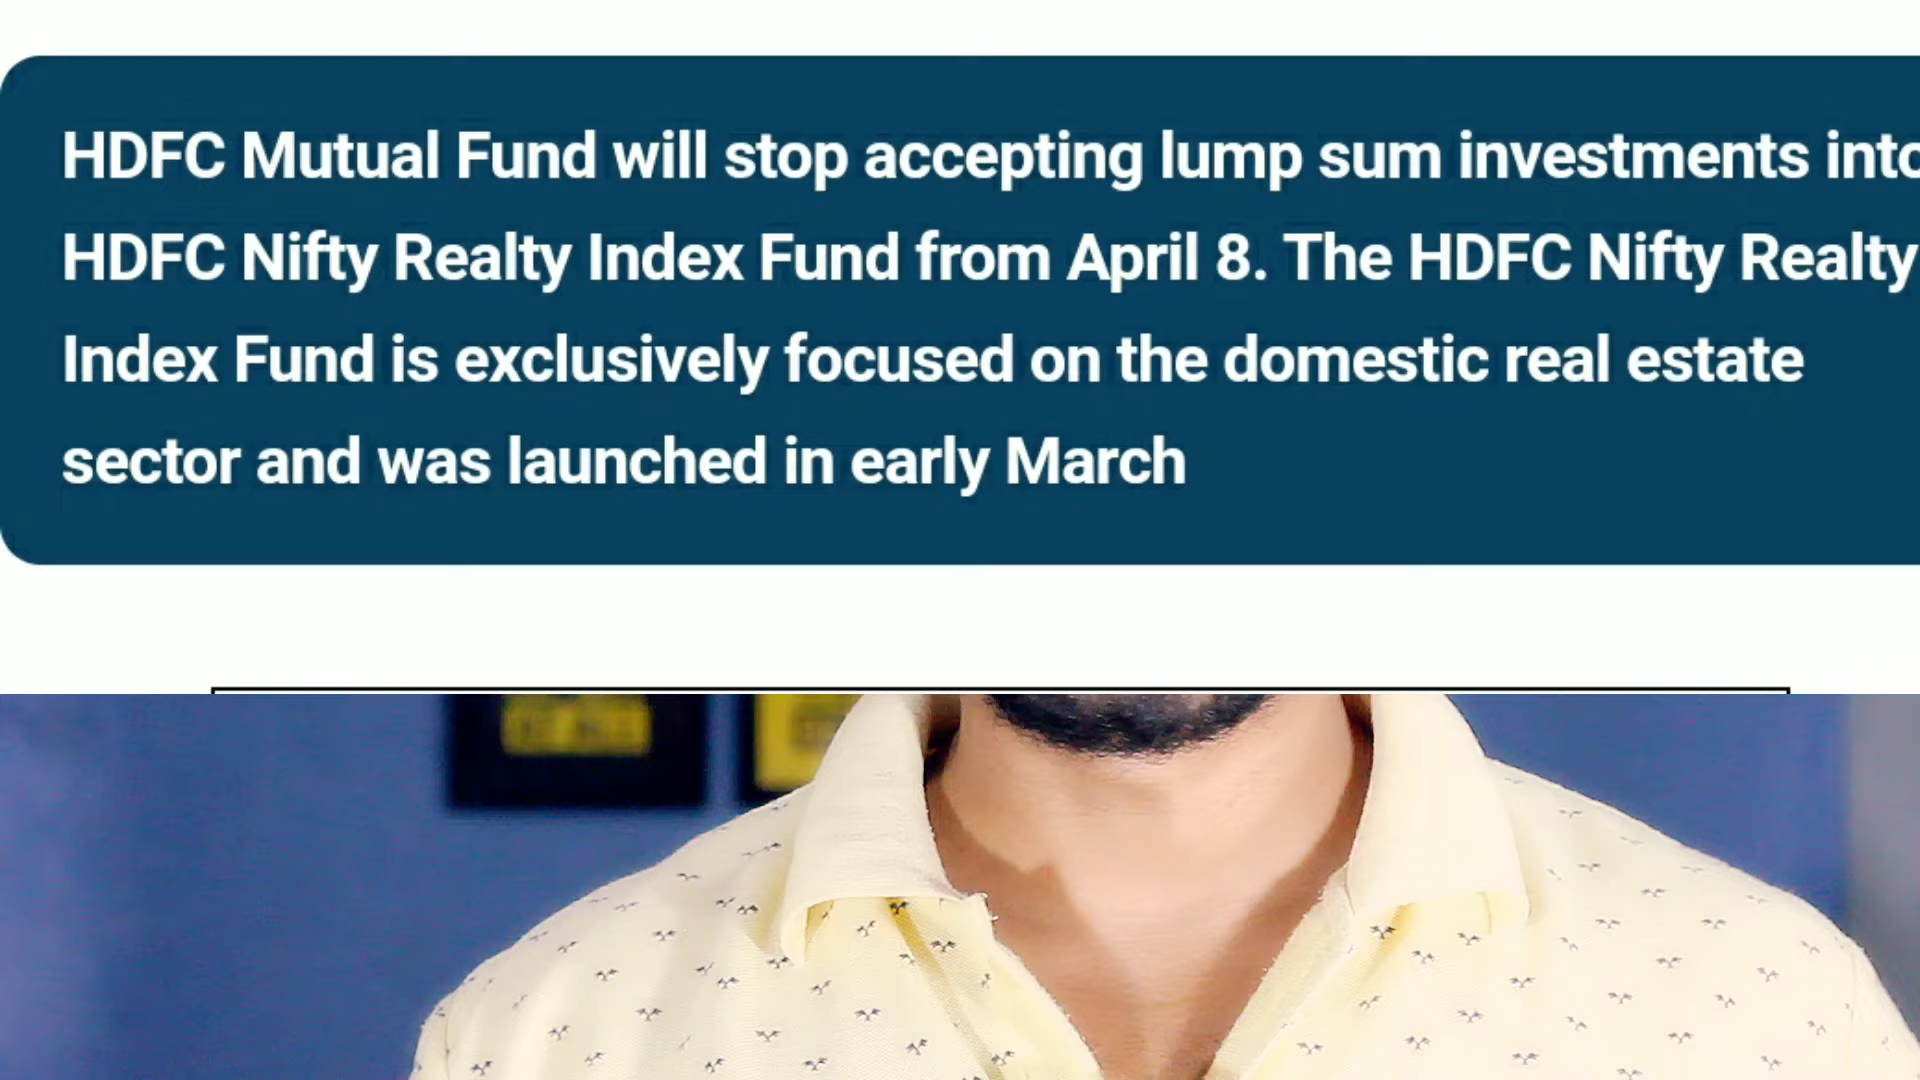 HDFC Mutual Fund will stop accepting lump sum investments into
HDFC Nifty Realty Index Fund from April 8. The HDFC Nifty Realty
Index Fund is exclusively focused on the domestic real estate
sector and was launched in early March